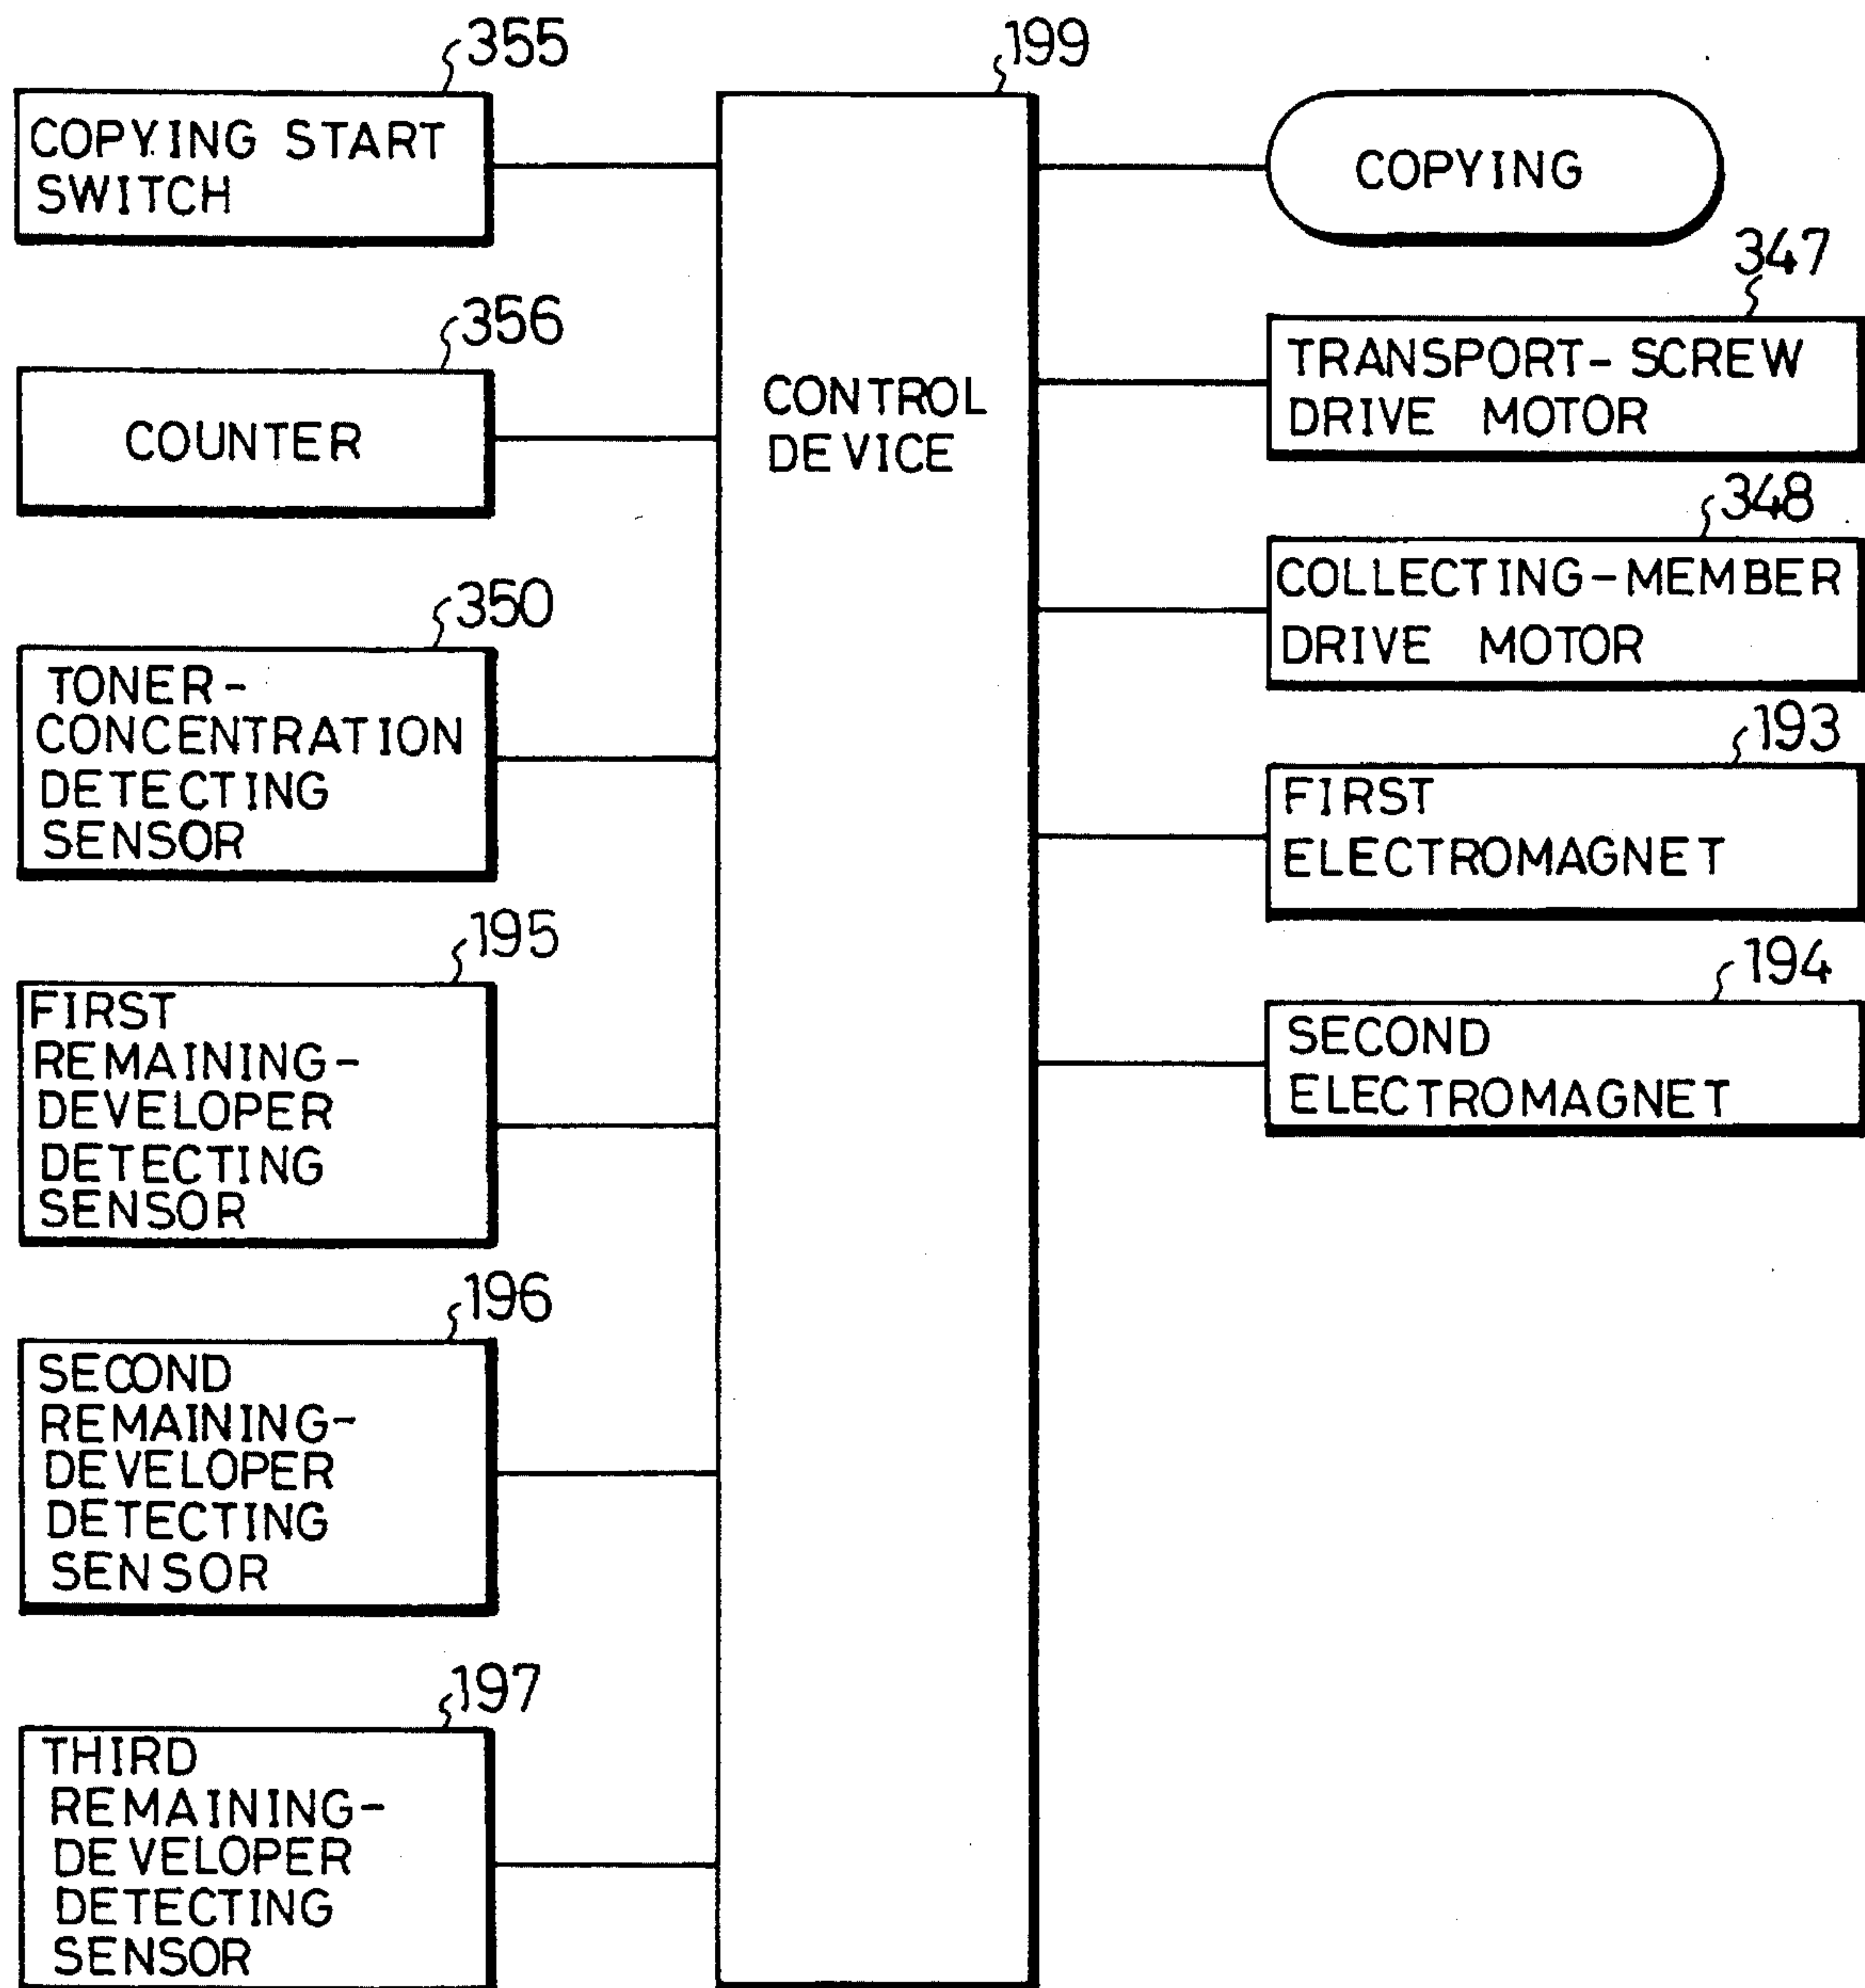 355
COPYING START
SWITCH
356
COUNTER
350
TONER-
CONCENTRATION
DETECTING
SENSOR
195
FIRST
REMAINING-
DEVELOPER
DETECTING
SENSOR
196
SECOND
REMAINING-
DEVELOPER
DETECTING
SENSOR
197
THIRD
REMAINING-
DEVELOPER
DETECTING
SENSOR
199
CONTROL
DEVICE
COPYING
347
TRANSPORT-SCREW
DRIVE MOTOR
348
COLLECTING-MEMBER
DRIVE MOTOR
193
FIRST
ELECTROMAGNET
194
SECOND
ELECTROMAGNET